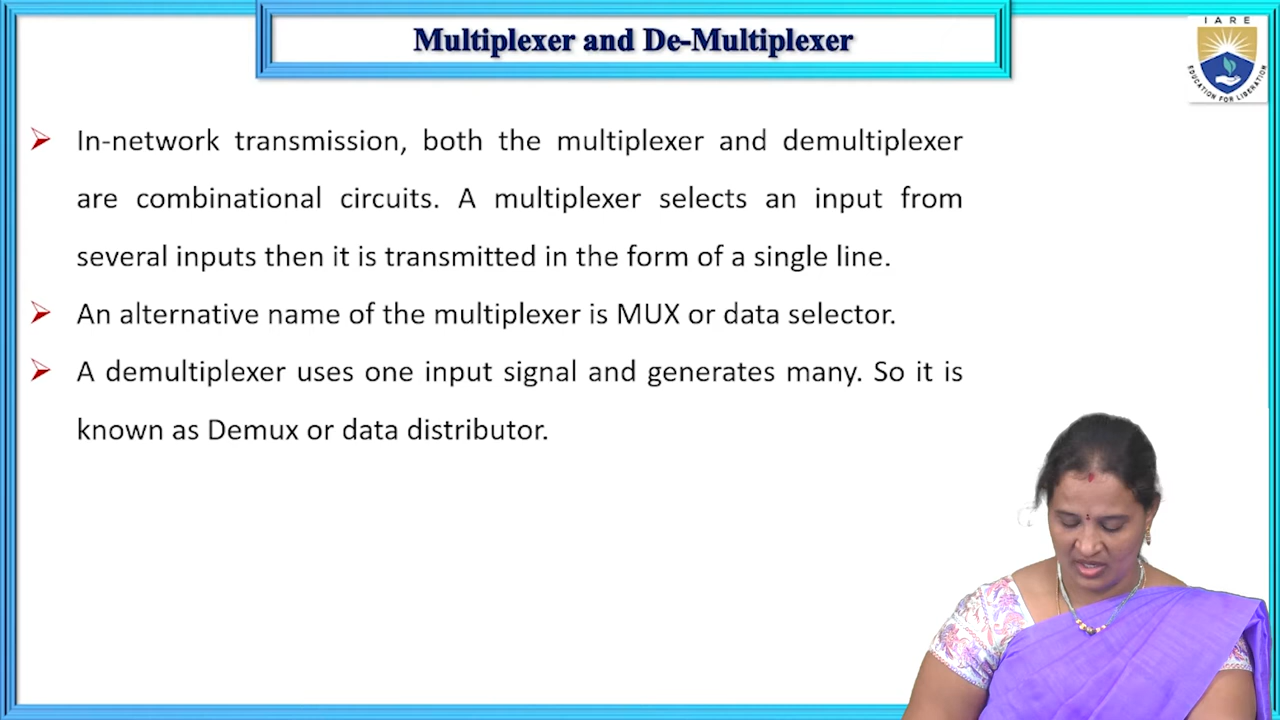 Multiplexer and De-Multiplexer
IARE
EDUCATION FOR LIBERATION
In-network transmission, both the multiplexer and demultiplexer
are combinational circuits. A multiplexer selects an input from
several inputs then it is transmitted in the form of a single line.
An alternative name of the multiplexer is MUX or data selector.
A demultiplexer uses one input signal and generates many. So it is
known as Demux or data distributor.